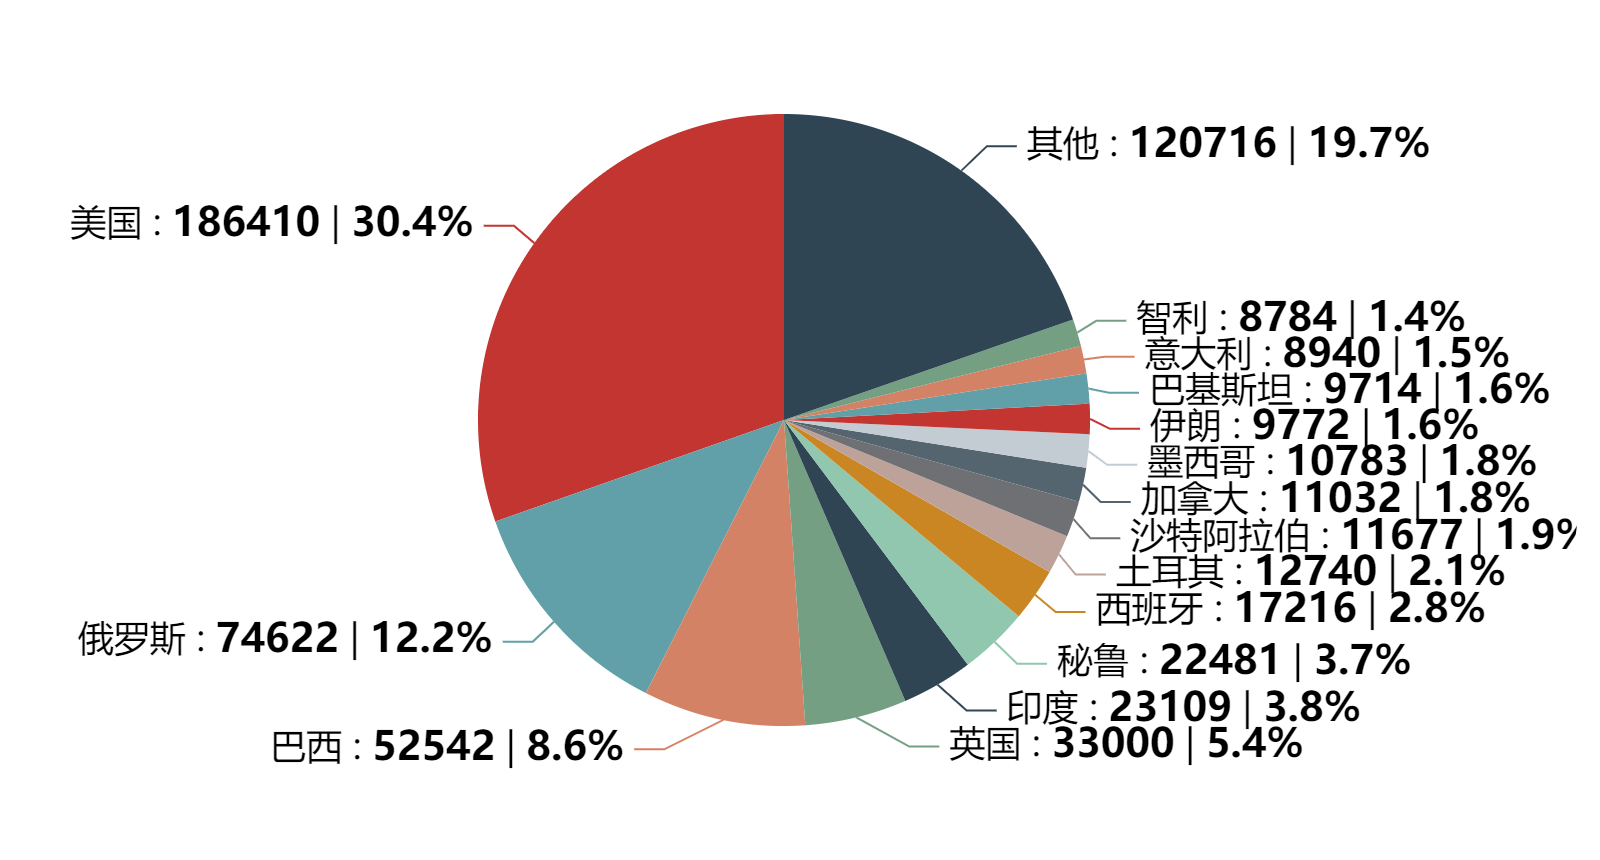 其他 : 120716 | 19.7%
美国 : 186410 | 30.4%
智利 : 8784 | 1.4%
意大利 : 8940 | 1.5%
巴基斯坦 : 9714 | 1.6%
伊朗 : 9772 | 1.6%
墨西哥 : 10783 | 1.8%
加拿大 : 11032 | 1.8%
沙特阿拉伯 : 11677 | 1.9%
土耳其 : 12740 | 2.1%
西班牙 : 17216 | 2.8%
俄罗斯 : 74622 | 12.2%
秘鲁 : 22481 | 3.7%
印度 : 23109 | 3.8%
英国 : 33000 | 5.4%
巴西 : 52542 | 8.6%